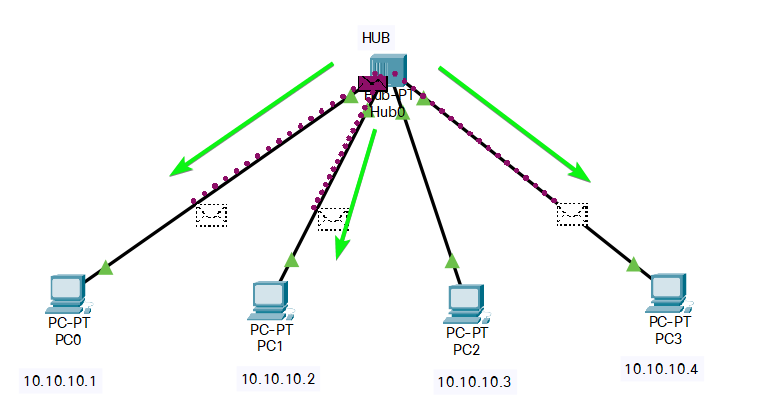 HUB
Hub-PT
Hub0
PC-PT
PC0
PC-PT
PC1
PC-PT
PC2
PC-PT
PC3
10.10.10.1
10.10.10.2
10.10.10.3
10.10.10.4